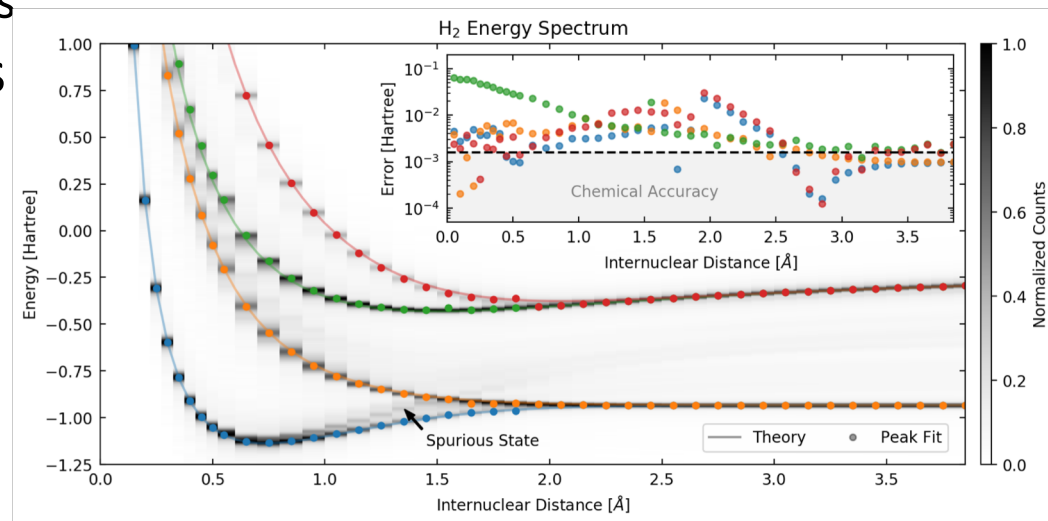 s
s
H₂ Energy Spectrum
Energy [Hartree]
1.00
0.75
0.50
0.25
0.00
−0.25
−0.50
−0.75
−1.00
−1.25
0.0 0.5 1.0 1.5 2.0 2.5 3.0 3.5
Internuclear Distance [Å]
Error [Hartree]
10⁻¹
10⁻²
10⁻³
10⁻⁴
Chemical Accuracy
0.0 0.5 1.0 1.5 2.0 2.5 3.0 3.5
Internuclear Distance [Å]
Spurious State
Theory Peak Fit
1.0
0.8
0.6
0.4
0.2
0.0
Normalized Counts